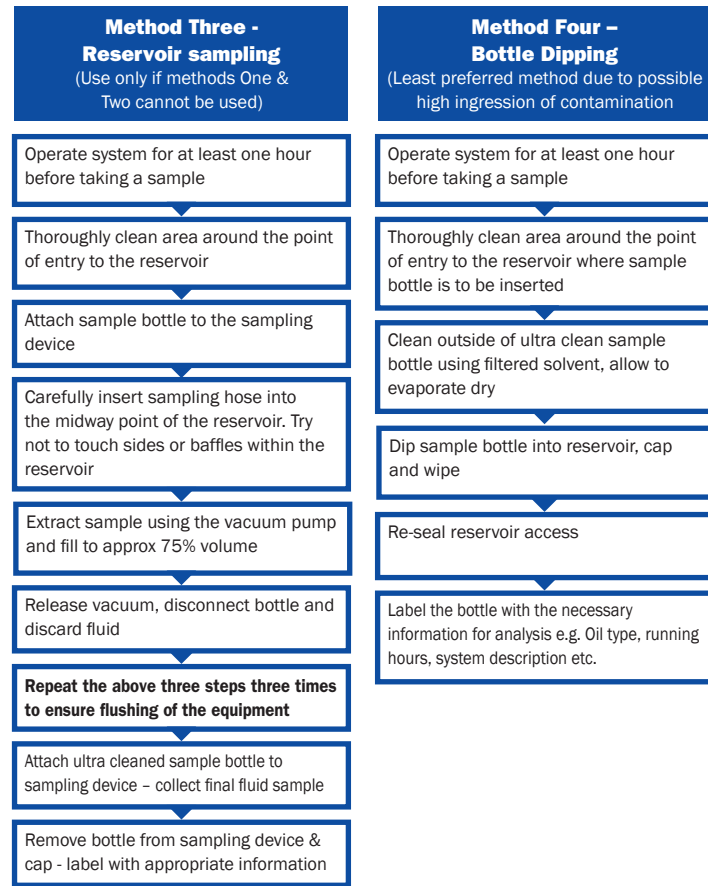 Method Three -
Reservoir sampling
(Use only if methods One &
Two cannot be used)
Operate system for at least one hour
before taking a sample
Thoroughly clean area around the point
of entry to the reservoir
Attach sample bottle to the sampling
device
Carefully insert sampling hose into
the midway point of the reservoir. Try
not to touch sides or baffles within the
reservoir
Extract sample using the vacuum pump
and fill to approx 75% volume
Release vacuum, disconnect bottle and
discard fluid
Repeat the above three steps three times
to ensure flushing of the equipment
Attach ultra cleaned sample bottle to
sampling device – collect final fluid sample
Remove bottle from sampling device &
cap - label with appropriate information
Method Four –
Bottle Dipping
(Least preferred method due to possible
high ingression of contamination
Operate system for at least one hour
before taking a sample
Thoroughly clean area around the point
of entry to the reservoir where sample
bottle is to be inserted
Clean outside of ultra clean sample
bottle using filtered solvent, allow to
evaporate dry
Dip sample bottle into reservoir, cap
and wipe
Re-seal reservoir access
Label the bottle with the necessary
information for analysis e.g. Oil type, running
hours, system description etc.